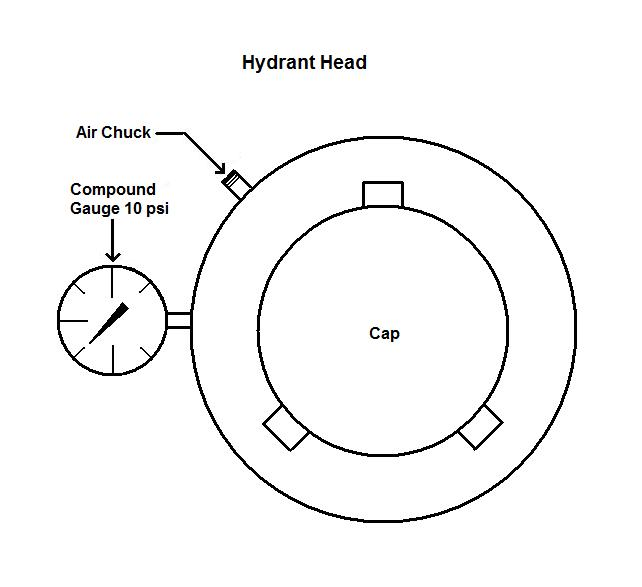 Hydrant Head
Air Chuck
Compound
Gauge 10 psi
Cap